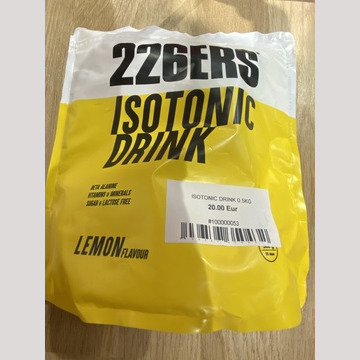 226ERS
ISOTONIC
DRINK
BETA ALANINE
VITAMINS & MINERALS
SUGAR & LACTOSE FREE
ISOTONIC DRINK 0.5KG
20.00 Eur
#100000053
LEMON FLAVOUR